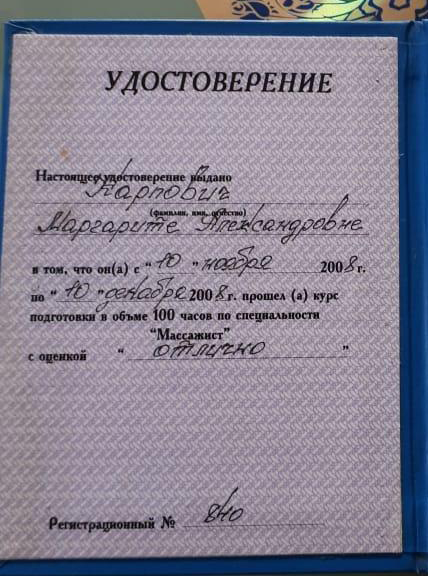 УДОСТОВЕРЕНИЕ
Настоящее удостоверение выдано
Карпович
(фамилия, имя, отчество)
Маргарите Александровне
в том, что он(а) с "10" ноября 2008 г.
по "10" декабря 2008 г. прошел (а) курс
подготовки в объме 100 часов по специальности
"Массажист"
с оценкой " отлично "
Регистрационный № 840